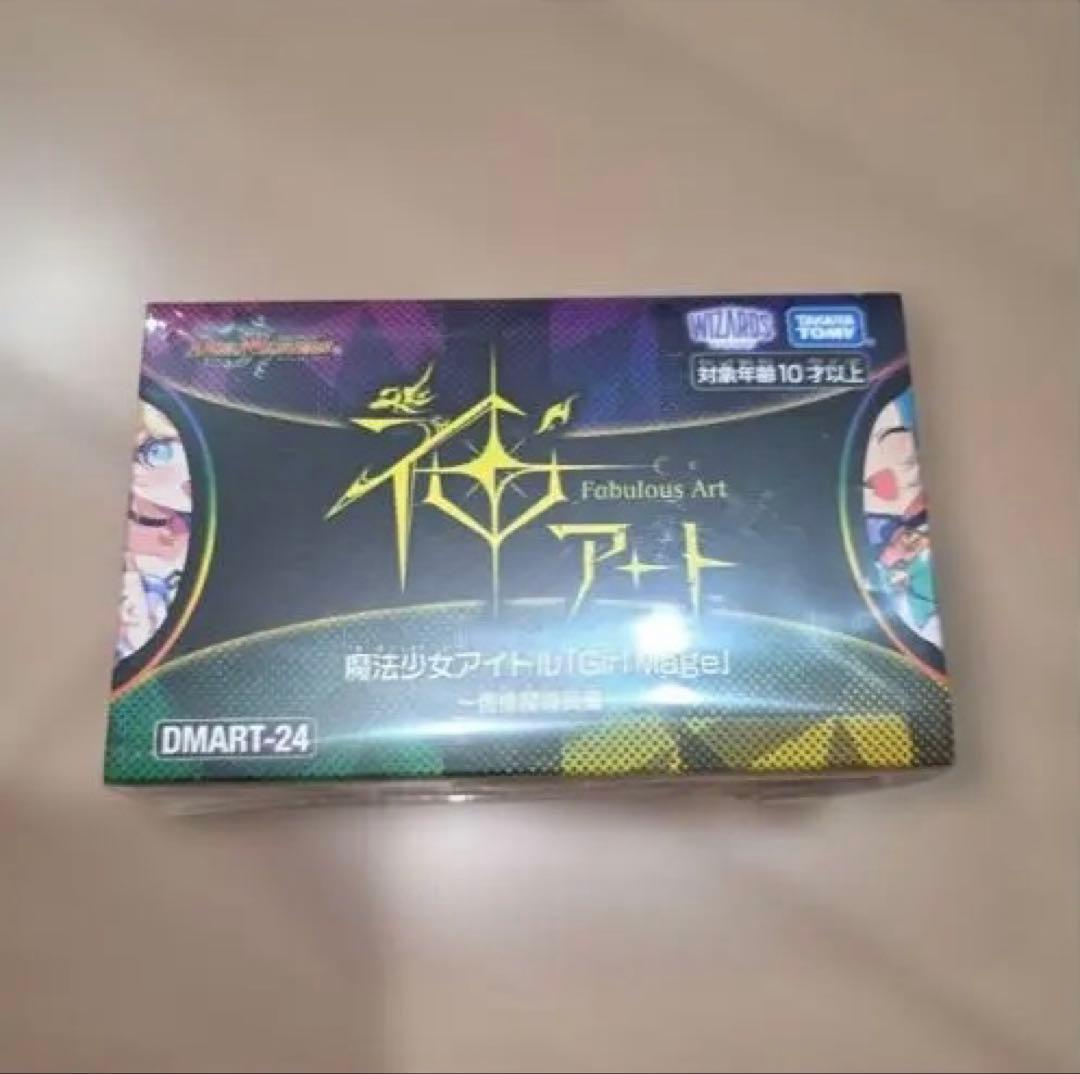 WIZARDS
TAKARA TOMY
対象年齢10才以上
神アート
Fabulous Art
魔法少女アイドル「Girl Mage」
DMART-24